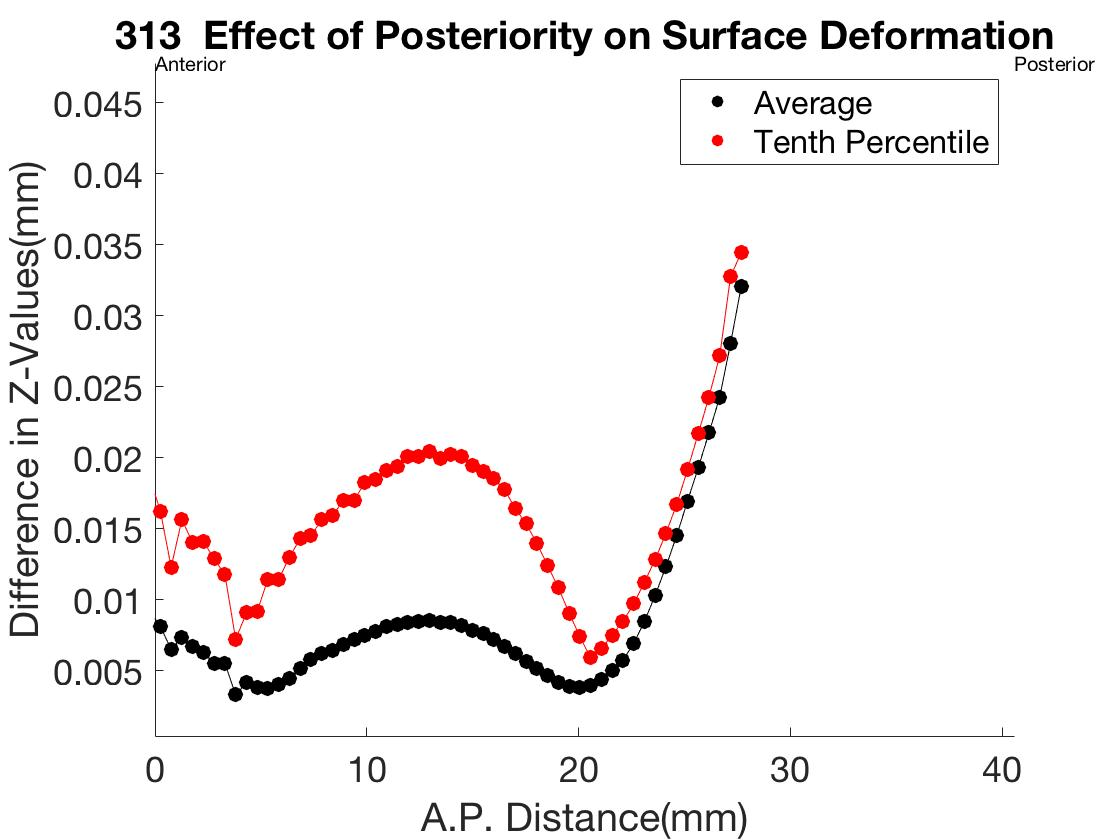 313  Effect of Posteriority on Surface Deformation
Anterior
Posterior
Average
Tenth Percentile
0.045
0.04
0.035
0.03
0.025
0.02
0.015
0.01
0.005
Difference in Z-Values(mm)
0
10
20
30
40
A.P. Distance(mm)